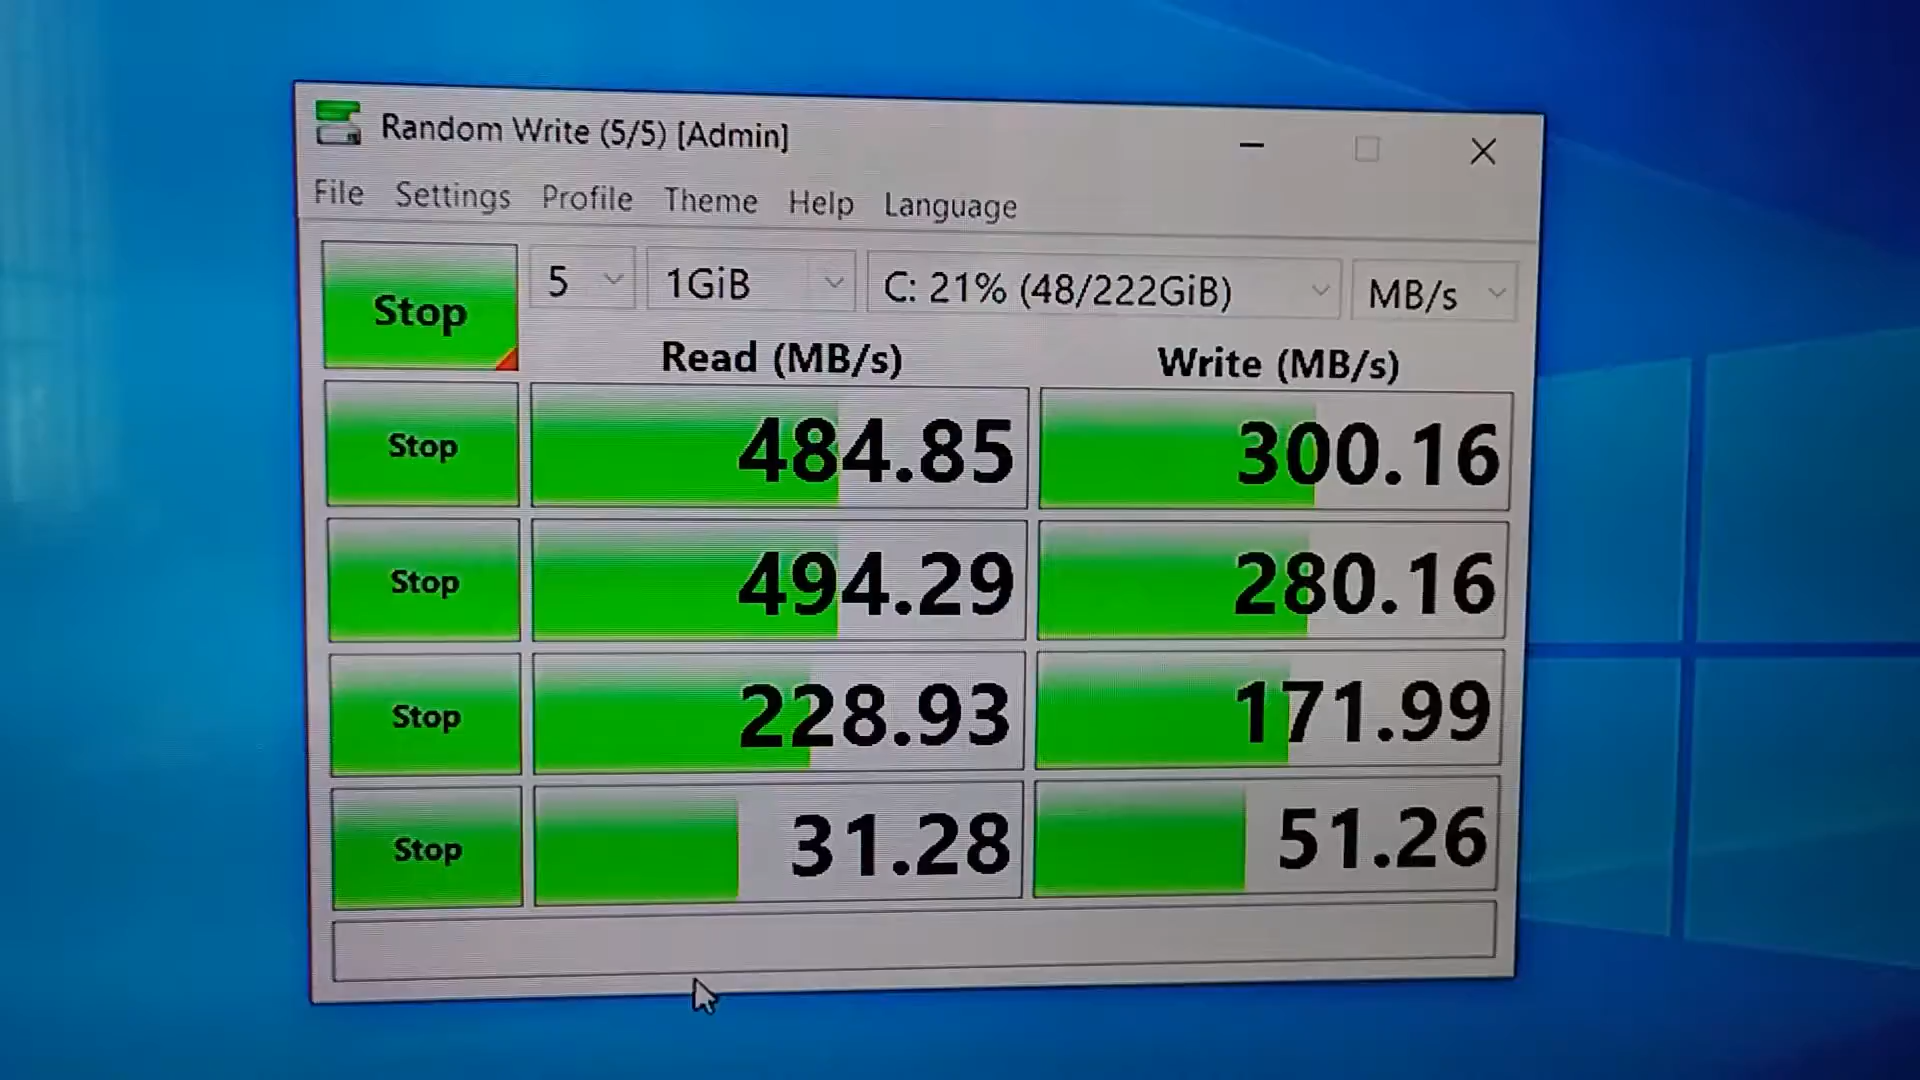 Random Write (5/5) [Admin]
File Settings Profile Theme Help Language
Stop 5 1GiB C: 21% (48/222GiB) MB/s
Read (MB/s) Write (MB/s)
Stop 484.85 300.16
Stop 494.29 280.16
Stop 228.93 171.99
Stop 31.28 51.26